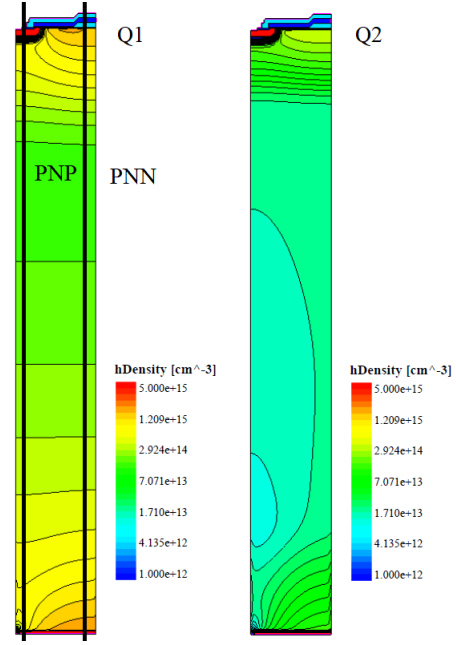 Q1
Q2
PNP
PNN
hDensity [cm^-3]
5.000e+15
1.209e+15
2.924e+14
7.071e+13
1.710e+13
4.135e+12
1.000e+12
hDensity [cm^-3]
5.000e+15
1.209e+15
2.924e+14
7.071e+13
1.710e+13
4.135e+12
1.000e+12